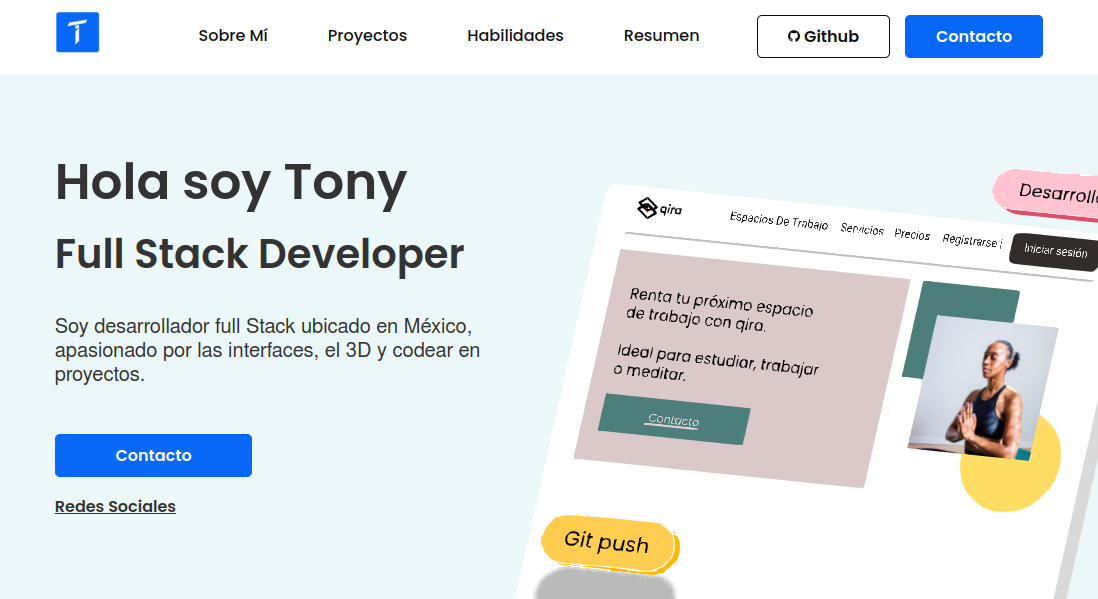 T
Sobre Mí
Proyectos
Habilidades
Resumen
Github
Contacto
Hola soy Tony
Full Stack Developer
Soy desarrollador full Stack ubicado en México,
apasionado por las interfaces, el 3D y codear en
proyectos.
Contacto
Redes Sociales
qira
Espacios De Trabajo
Servicios
Precios
Registrarse
Iniciar sesión
Renta tu próximo espacio
de trabajo con qira.
Ideal para estudiar, trabajar
o meditar.
Contacto
Git push